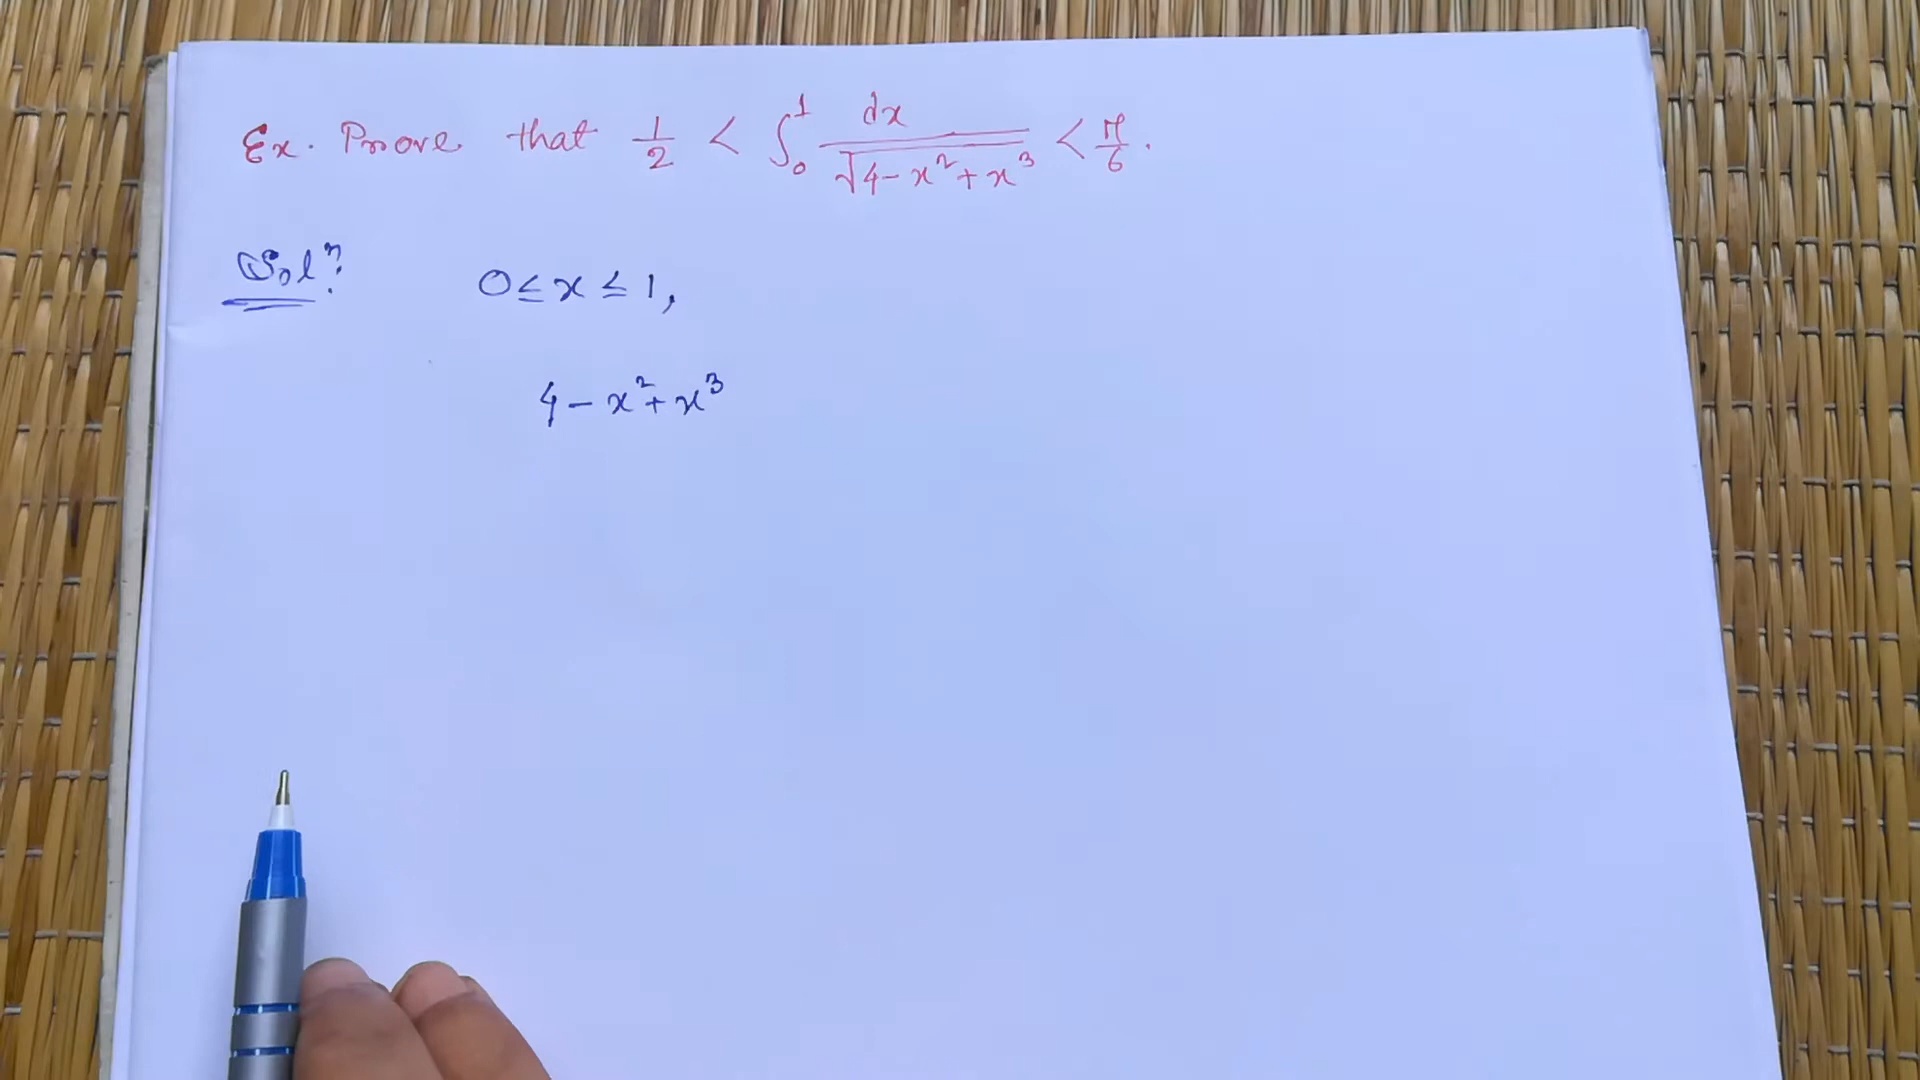 Ex. Prove that 1/2 < ∫₀¹ dx/√(4-x²+x³) < π/6.
Solⁿ.
0≤x≤1,
4-x²+x³